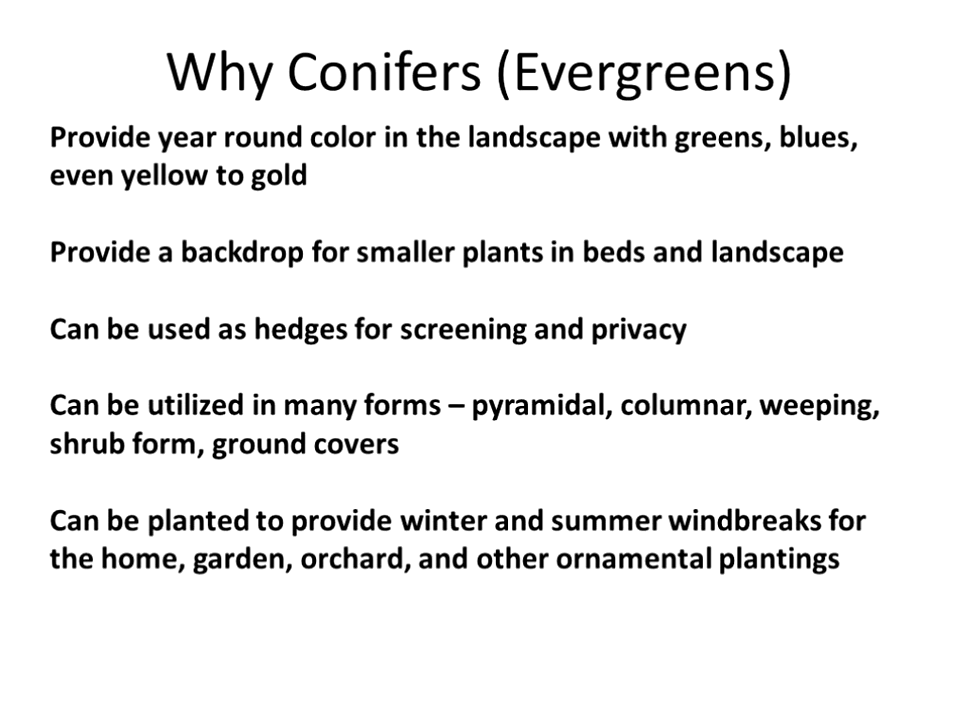 Why Conifers (Evergreens)
Provide year round color in the landscape with greens, blues,
even yellow to gold
Provide a backdrop for smaller plants in beds and landscape
Can be used as hedges for screening and privacy
Can be utilized in many forms – pyramidal, columnar, weeping,
shrub form, ground covers
Can be planted to provide winter and summer windbreaks for
the home, garden, orchard, and other ornamental plantings